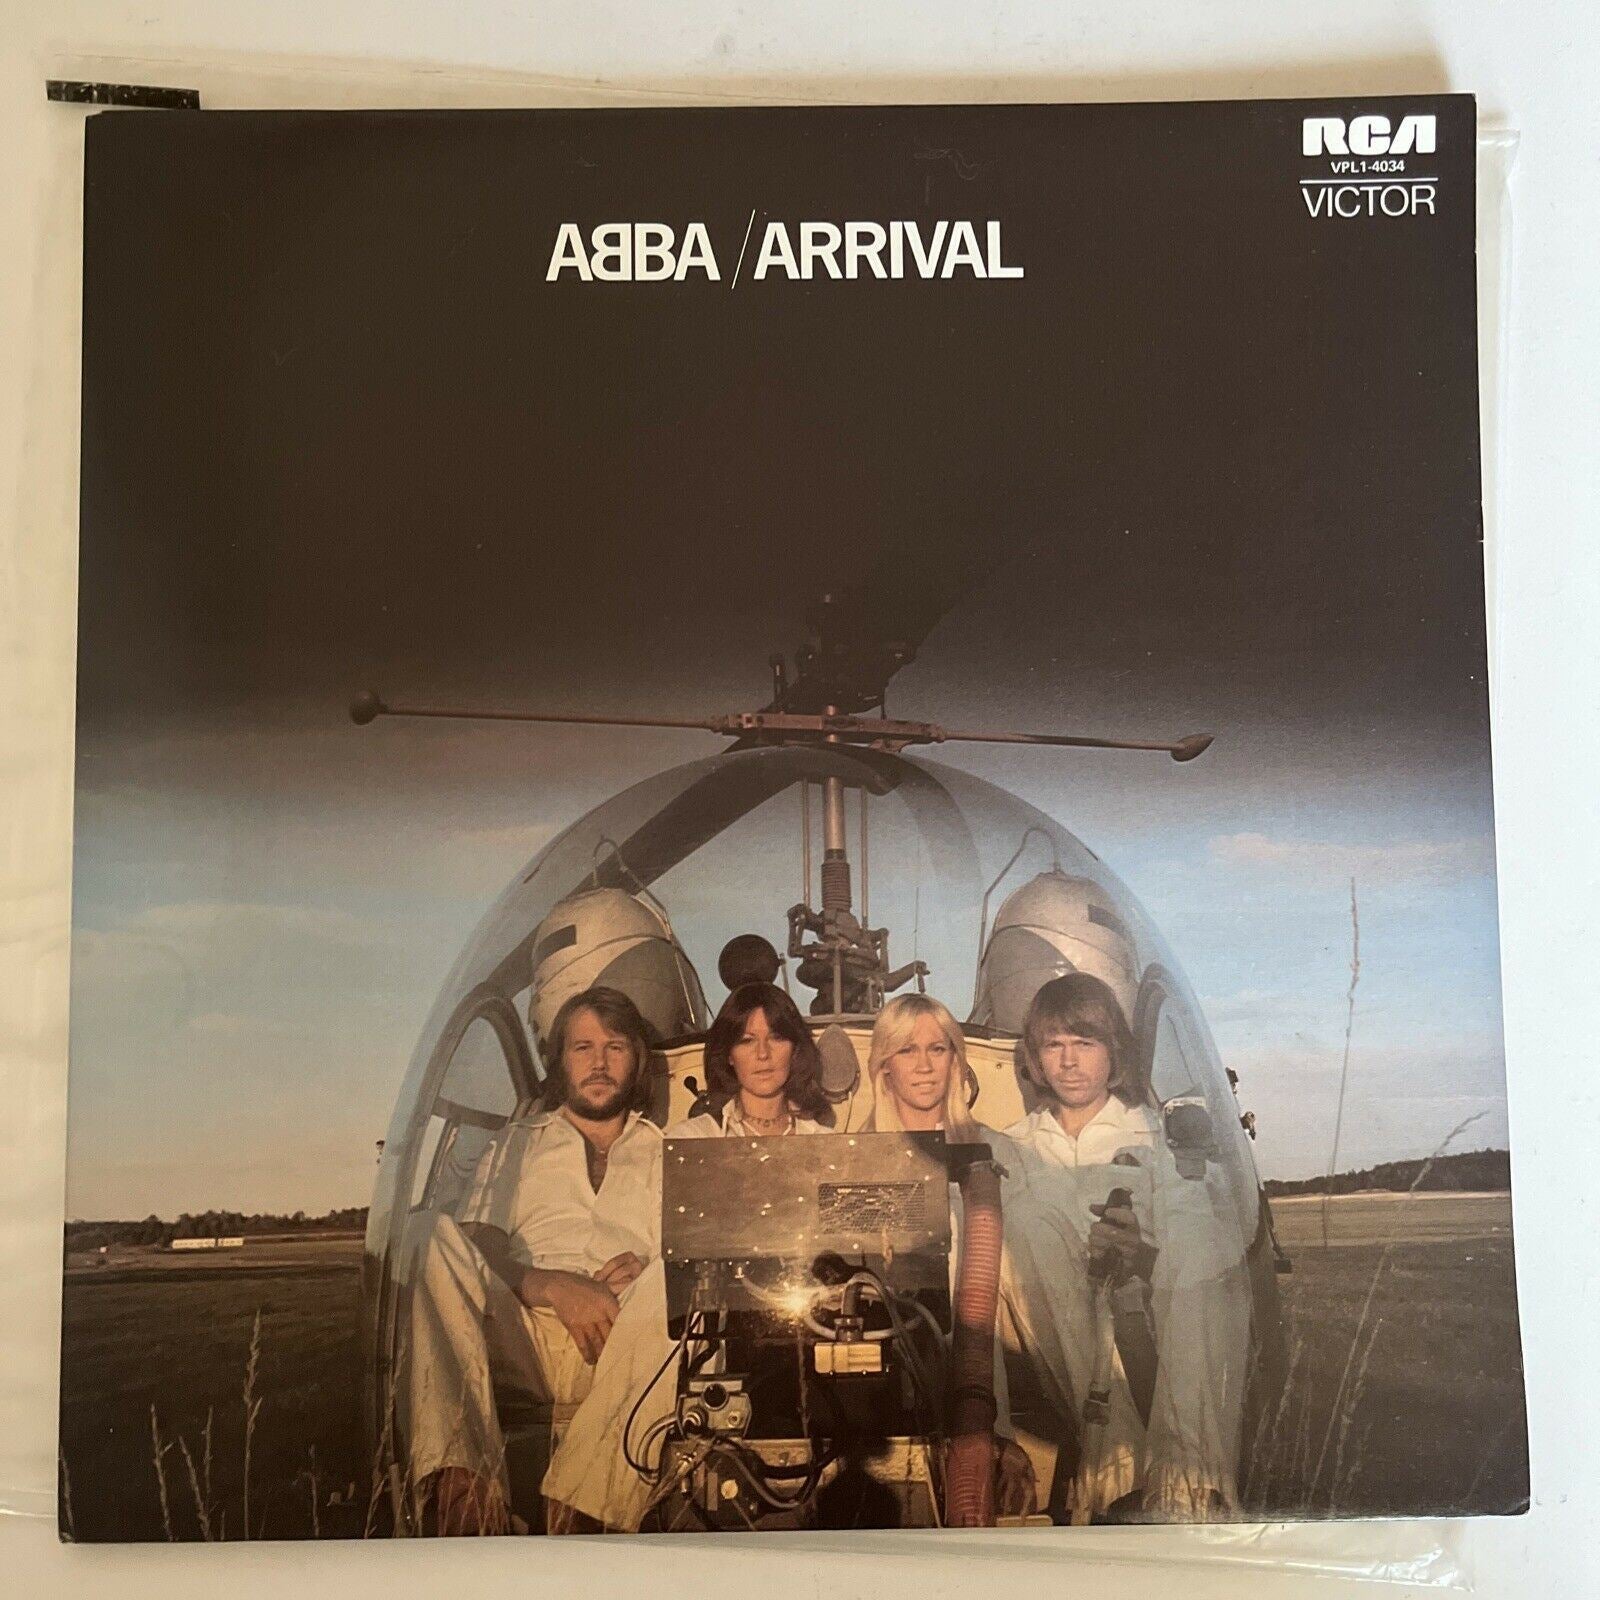 RCA
VPL1-4034
VICTOR
ABBA/ARRIVAL